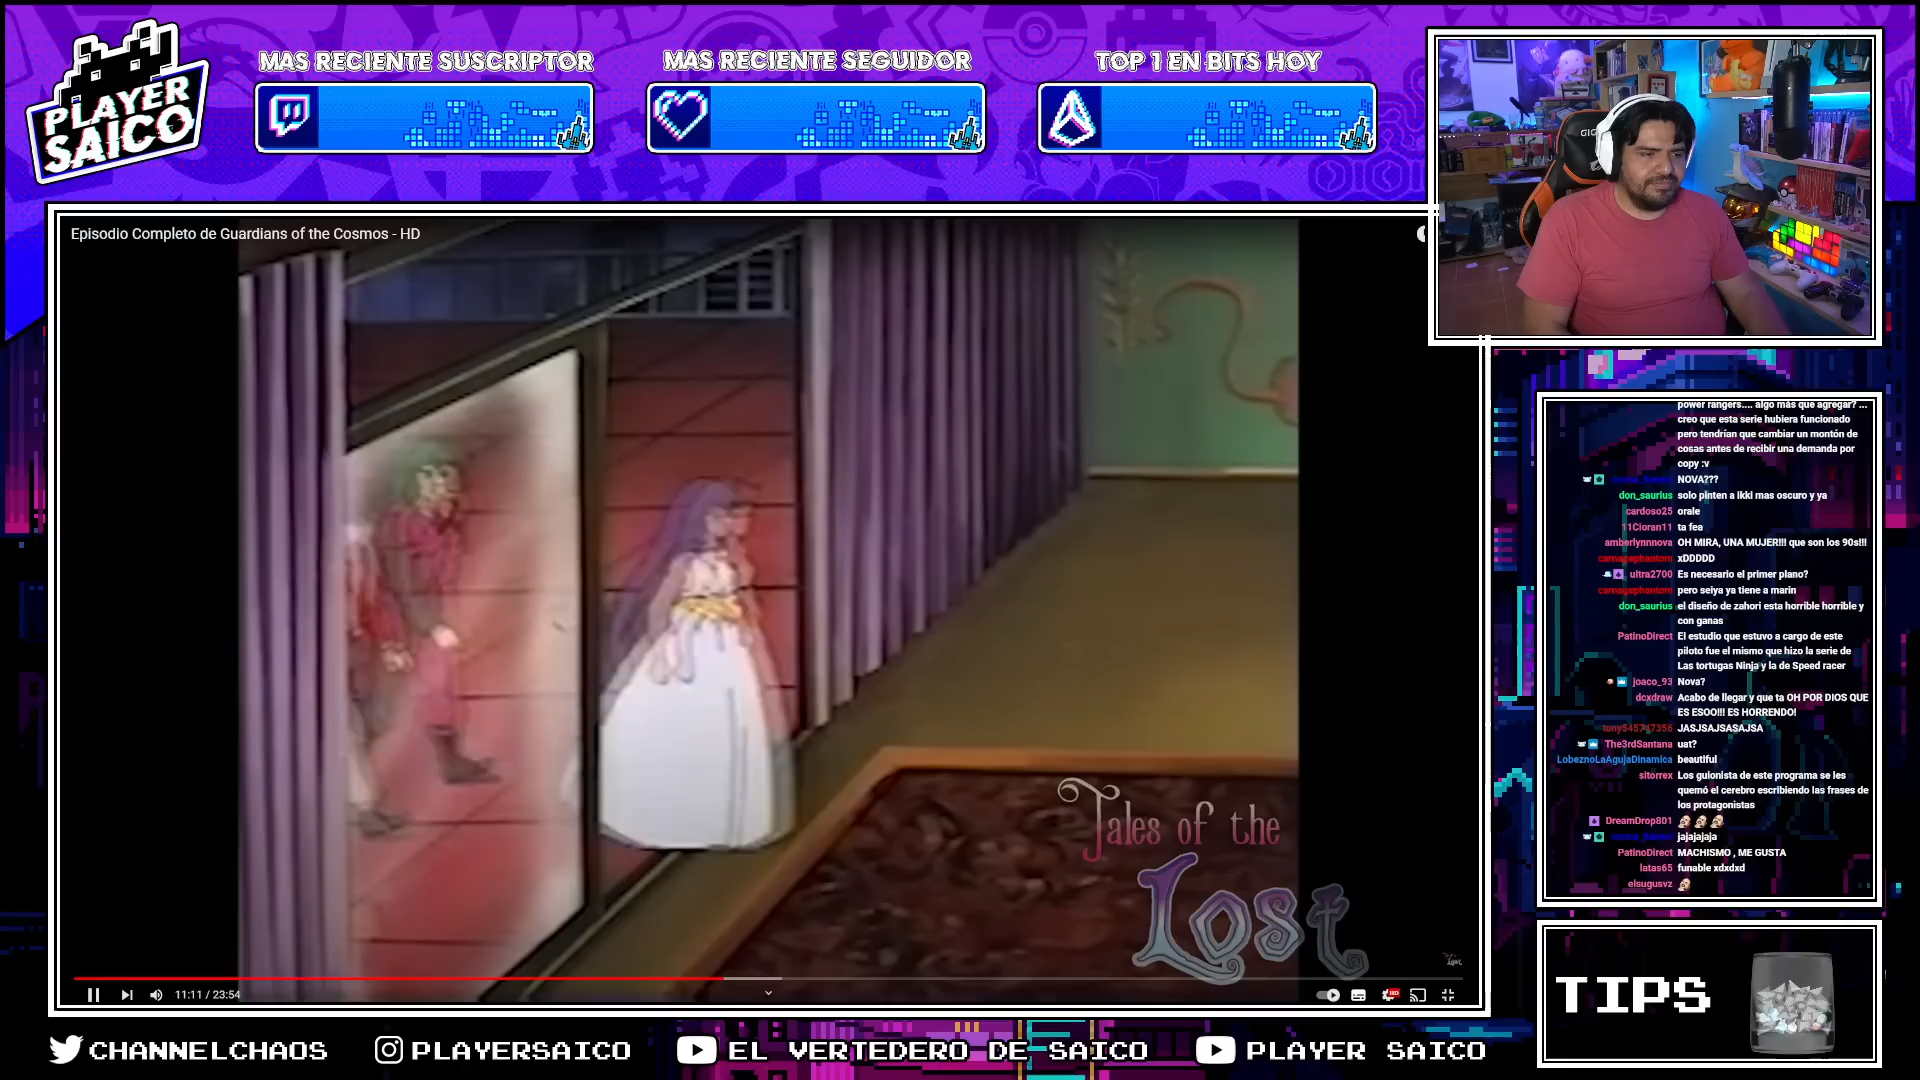 PLAYER
SAICO
MAS RECIENTE SUSCRIPTOR
MAS RECIENTE SEGUIDOR
TOP 1 EN BITS HOY
Episodio Completo de Guardians of the Cosmos - HD
Tales of the
Lost
11:11 / 23:54
HD
power rangers.... algo más que agregar? ...
creo que esta serie hubiera funcionado
pero tendrían que cambiar un montón de
cosas antes de recibir una demanda por
copy :v
NOVA???
don_saurius solo pinten a ikki mas oscuro y ya
cardoso25 orale
11Cioran11 ta fea
amberlynnnova OH MIRA, UNA MUJER!!! que son los 90s!!!
carnagephantom xDDDDD
ultra2700 Es necesario el primer plano?
carnagephantom pero seiya ya tiene a marin
don_saurius el diseño de zahori esta horrible horrible y
con ganas
PatinoDirect El estudio que estuvo a cargo de este
piloto fue el mismo que hizo la serie de
Las tortugas Ninja y la de Speed racer
joaco_93 Nova?
dcxdraw Acabo de llegar y que ta OH POR DIOS QUE
ES ESOO!!! ES HORRENDO!
tony545747356 JASJSAJSASAJSA
The3rdSantana uat?
LobeznoLaAgujaDinamica beautiful
sitorrex Los guionista de este programa se les
quemó el cerebro escribiendo las frases de
los protagonistas
DreamDrop801
jajajajaja
PatinoDirect MACHISMO , ME GUSTA
latas65 funable xdxdxd
elsugusvz
TIPS
CHANNELCHAOS
PLAYERSAICO
EL VERTEDERO DE SAICO
PLAYER SAICO